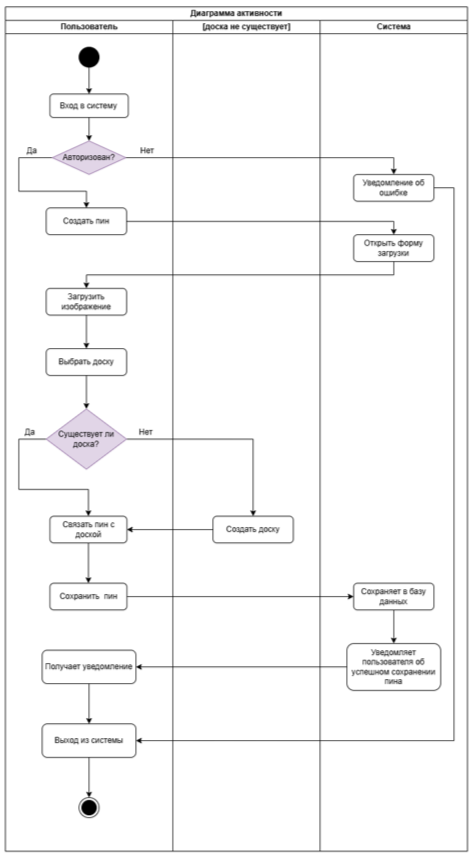 Диаграмма активности
Пользователь
[доска не существует]
Система
Вход в систему
Да
Авторизован?
Нет
Уведомление об
ошибке
Создать пин
Открыть форму
загрузки
Загрузить
изображение
Выбрать доску
Да
Существует ли
доска?
Нет
Связать пин с
доской
Создать доску
Сохранить пин
Сохраняет в базу
данных
Уведомляет
пользователя об
успешном сохранении
пина
Получает уведомление
Выход из системы